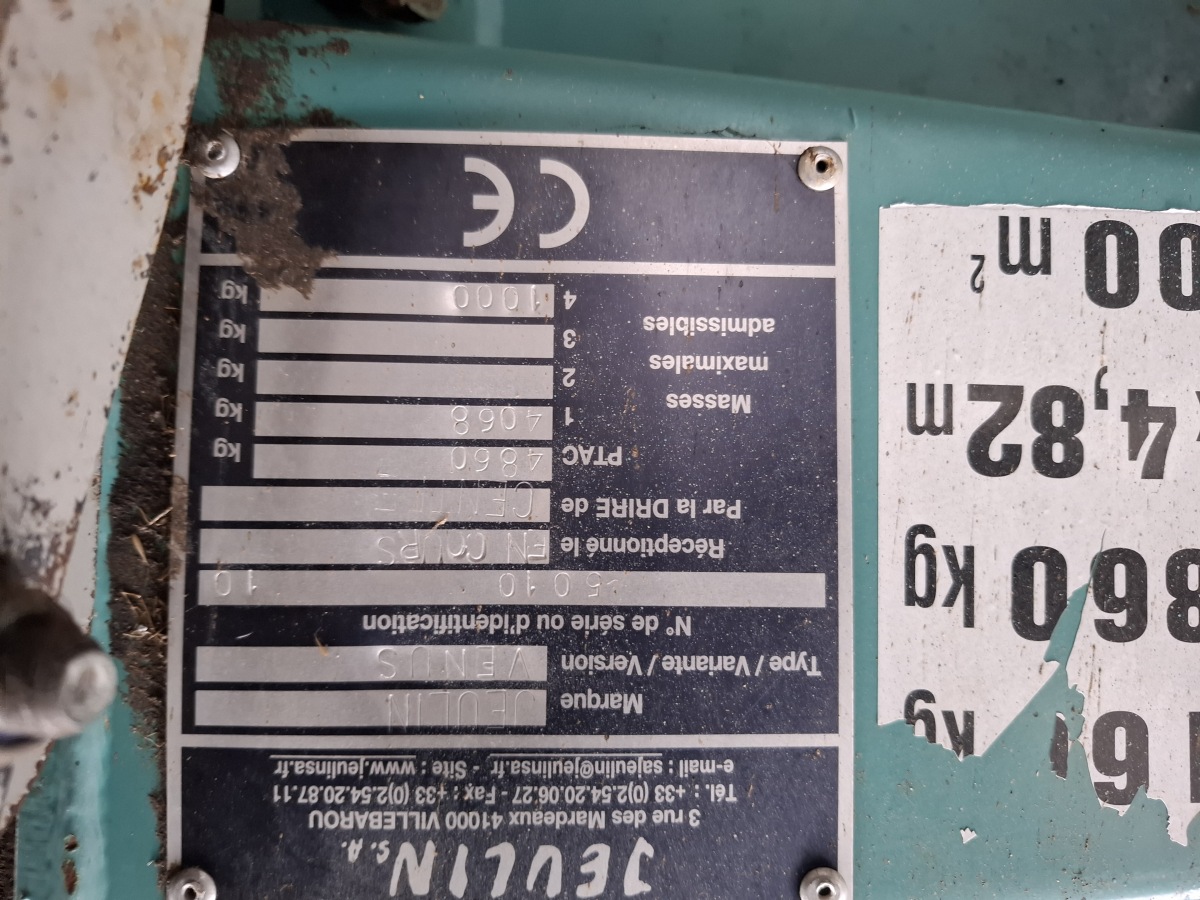 JEULIN S.A.
3 rue des Mardeaux 41000 VILLEBAROU
Tél. : +33 (0)2.54.20.06.27 - Fax : +33 (0)2.54.20.87.11
e-mail : sajeulin@jeulinsa.fr - Site : www.jeulinsa.fr
Marque JEULIN
Type / Variante / Version VENUS
N° de série ou d'identification
5010 10
Réceptionné le EN COURS
Par la DRIRE de CENTRE
PTAC 4860 kg
Masses 1 4068 kg
maximales 2 kg
admissibles 3 kg
4 1000 kg
CE
kg
860 kg
4,82 m
00 m²